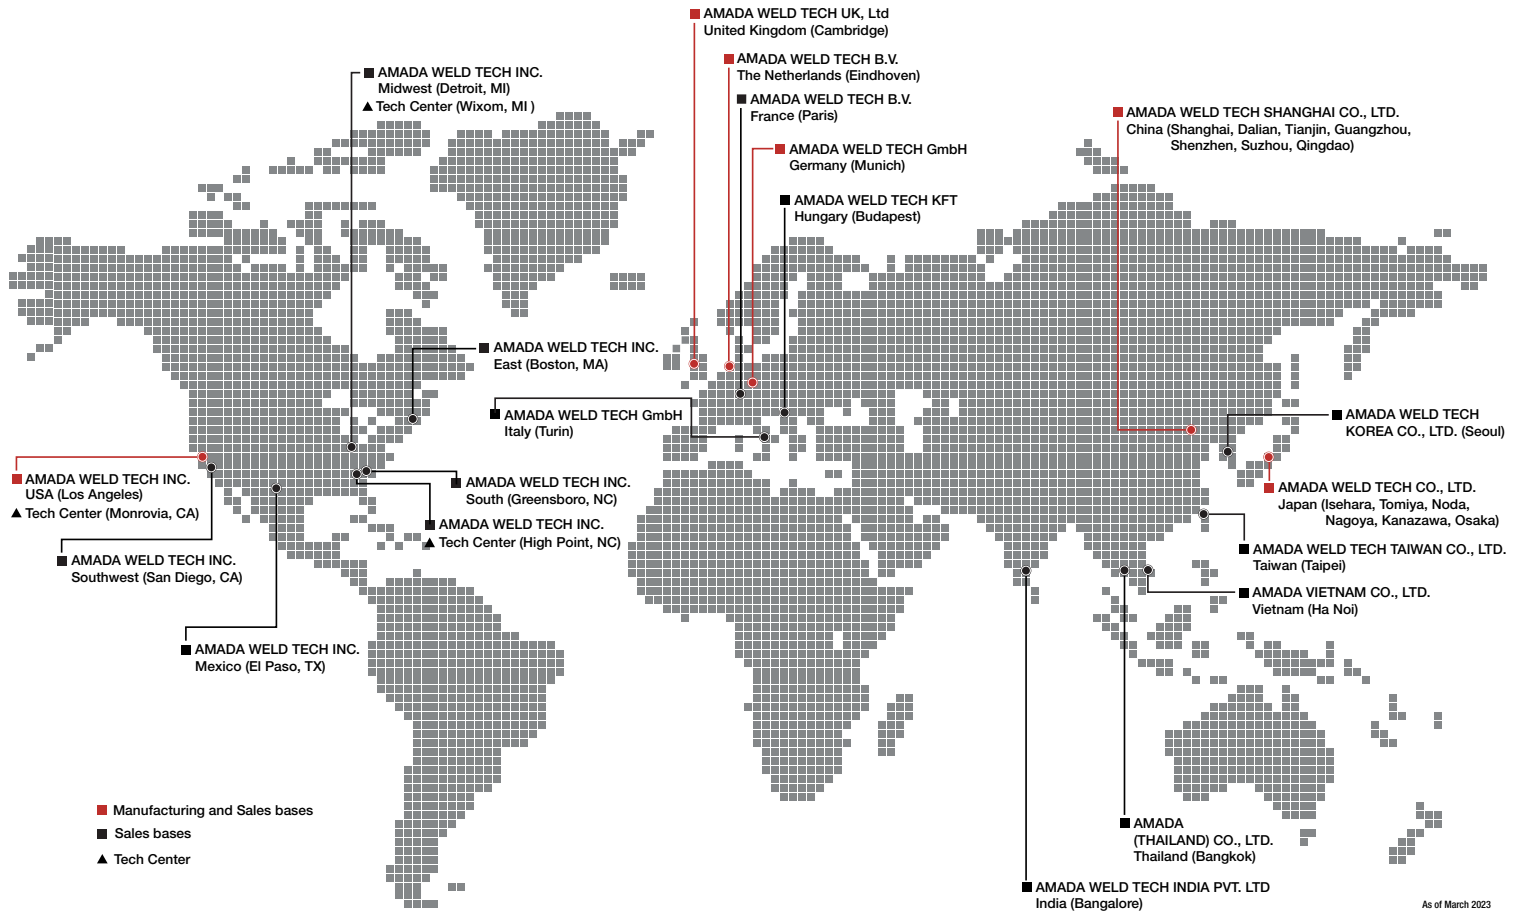 AMADA WELD TECH UK, Ltd
United Kingdom (Cambridge)
AMADA WELD TECH B.V.
The Netherlands (Eindhoven)
AMADA WELD TECH B.V.
France (Paris)
AMADA WELD TECH GmbH
Germany (Munich)
AMADA WELD TECH KFT
Hungary (Budapest)
AMADA WELD TECH INC.
Midwest (Detroit, MI)
Tech Center (Wixom, MI )
AMADA WELD TECH SHANGHAI CO., LTD.
China (Shanghai, Dalian, Tianjin, Guangzhou,
Shenzhen, Suzhou, Qingdao)
AMADA WELD TECH INC.
East (Boston, MA)
AMADA WELD TECH GmbH
Italy (Turin)
AMADA WELD TECH
KOREA CO., LTD. (Seoul)
AMADA WELD TECH INC.
USA (Los Angeles)
Tech Center (Monrovia, CA)
AMADA WELD TECH INC.
South (Greensboro, NC)
AMADA WELD TECH INC.
Tech Center (High Point, NC)
AMADA WELD TECH CO., LTD.
Japan (Isehara, Tomiya, Noda,
Nagoya, Kanazawa, Osaka)
AMADA WELD TECH INC.
Southwest (San Diego, CA)
AMADA WELD TECH TAIWAN CO., LTD.
Taiwan (Taipei)
AMADA VIETNAM CO., LTD.
Vietnam (Ha Noi)
AMADA WELD TECH INC.
Mexico (El Paso, TX)
Manufacturing and Sales bases
Sales bases
Tech Center
AMADA
(THAILAND) CO., LTD.
Thailand (Bangkok)
AMADA WELD TECH INDIA PVT. LTD
India (Bangalore)
As of March 2023